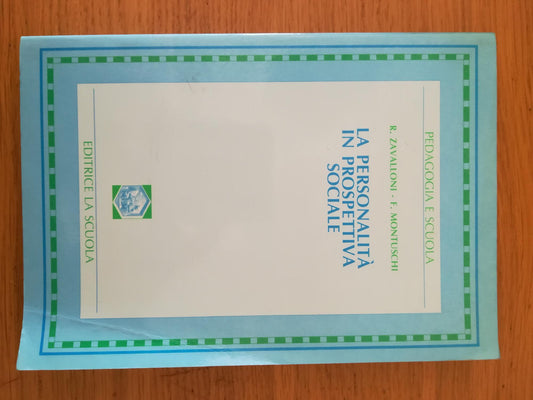 PEDAGOGIA E SCUOLA
R. ZAVALLONI - F. MONTUSCHI
LA PERSONALITÀ
IN PROSPETTIVA
SOCIALE
EDITRICE LA SCUOLA